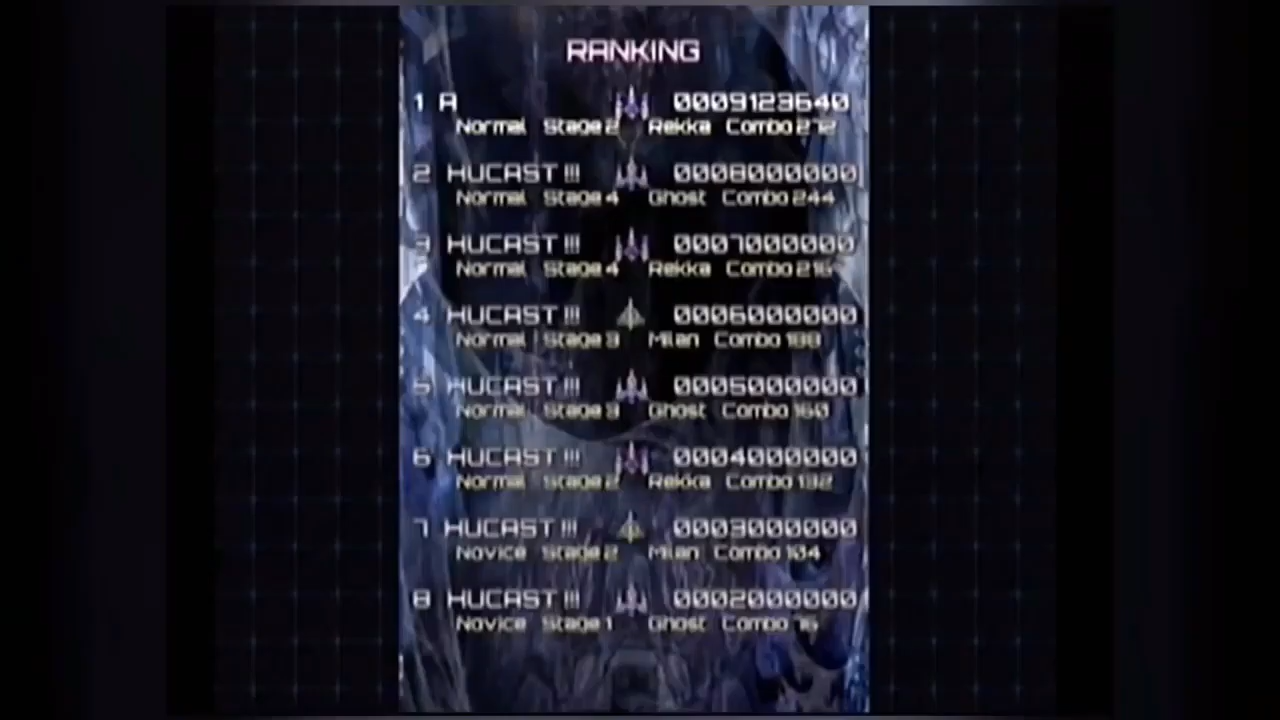 RANKING
1 A 0009123640
Normal Stage 2 Rekka Combo 272
2 HUCAST !!! 0008000000
Normal Stage 4 Ghost Combo 244
3 HUCAST !!! 0007000000
Normal Stage 4 Rekka Combo 216
4 HUCAST !!! 0006000000
Normal Stage 3 Milan Combo 188
5 HUCAST !!! 0005000000
Normal Stage 3 Ghost Combo 160
6 HUCAST !!! 0004000000
Normal Stage 2 Rekka Combo 132
7 HUCAST !!! 0003000000
Novice Stage 2 Milan Combo 104
8 HUCAST !!! 0002000000
Novice Stage 1 Ghost Combo 76